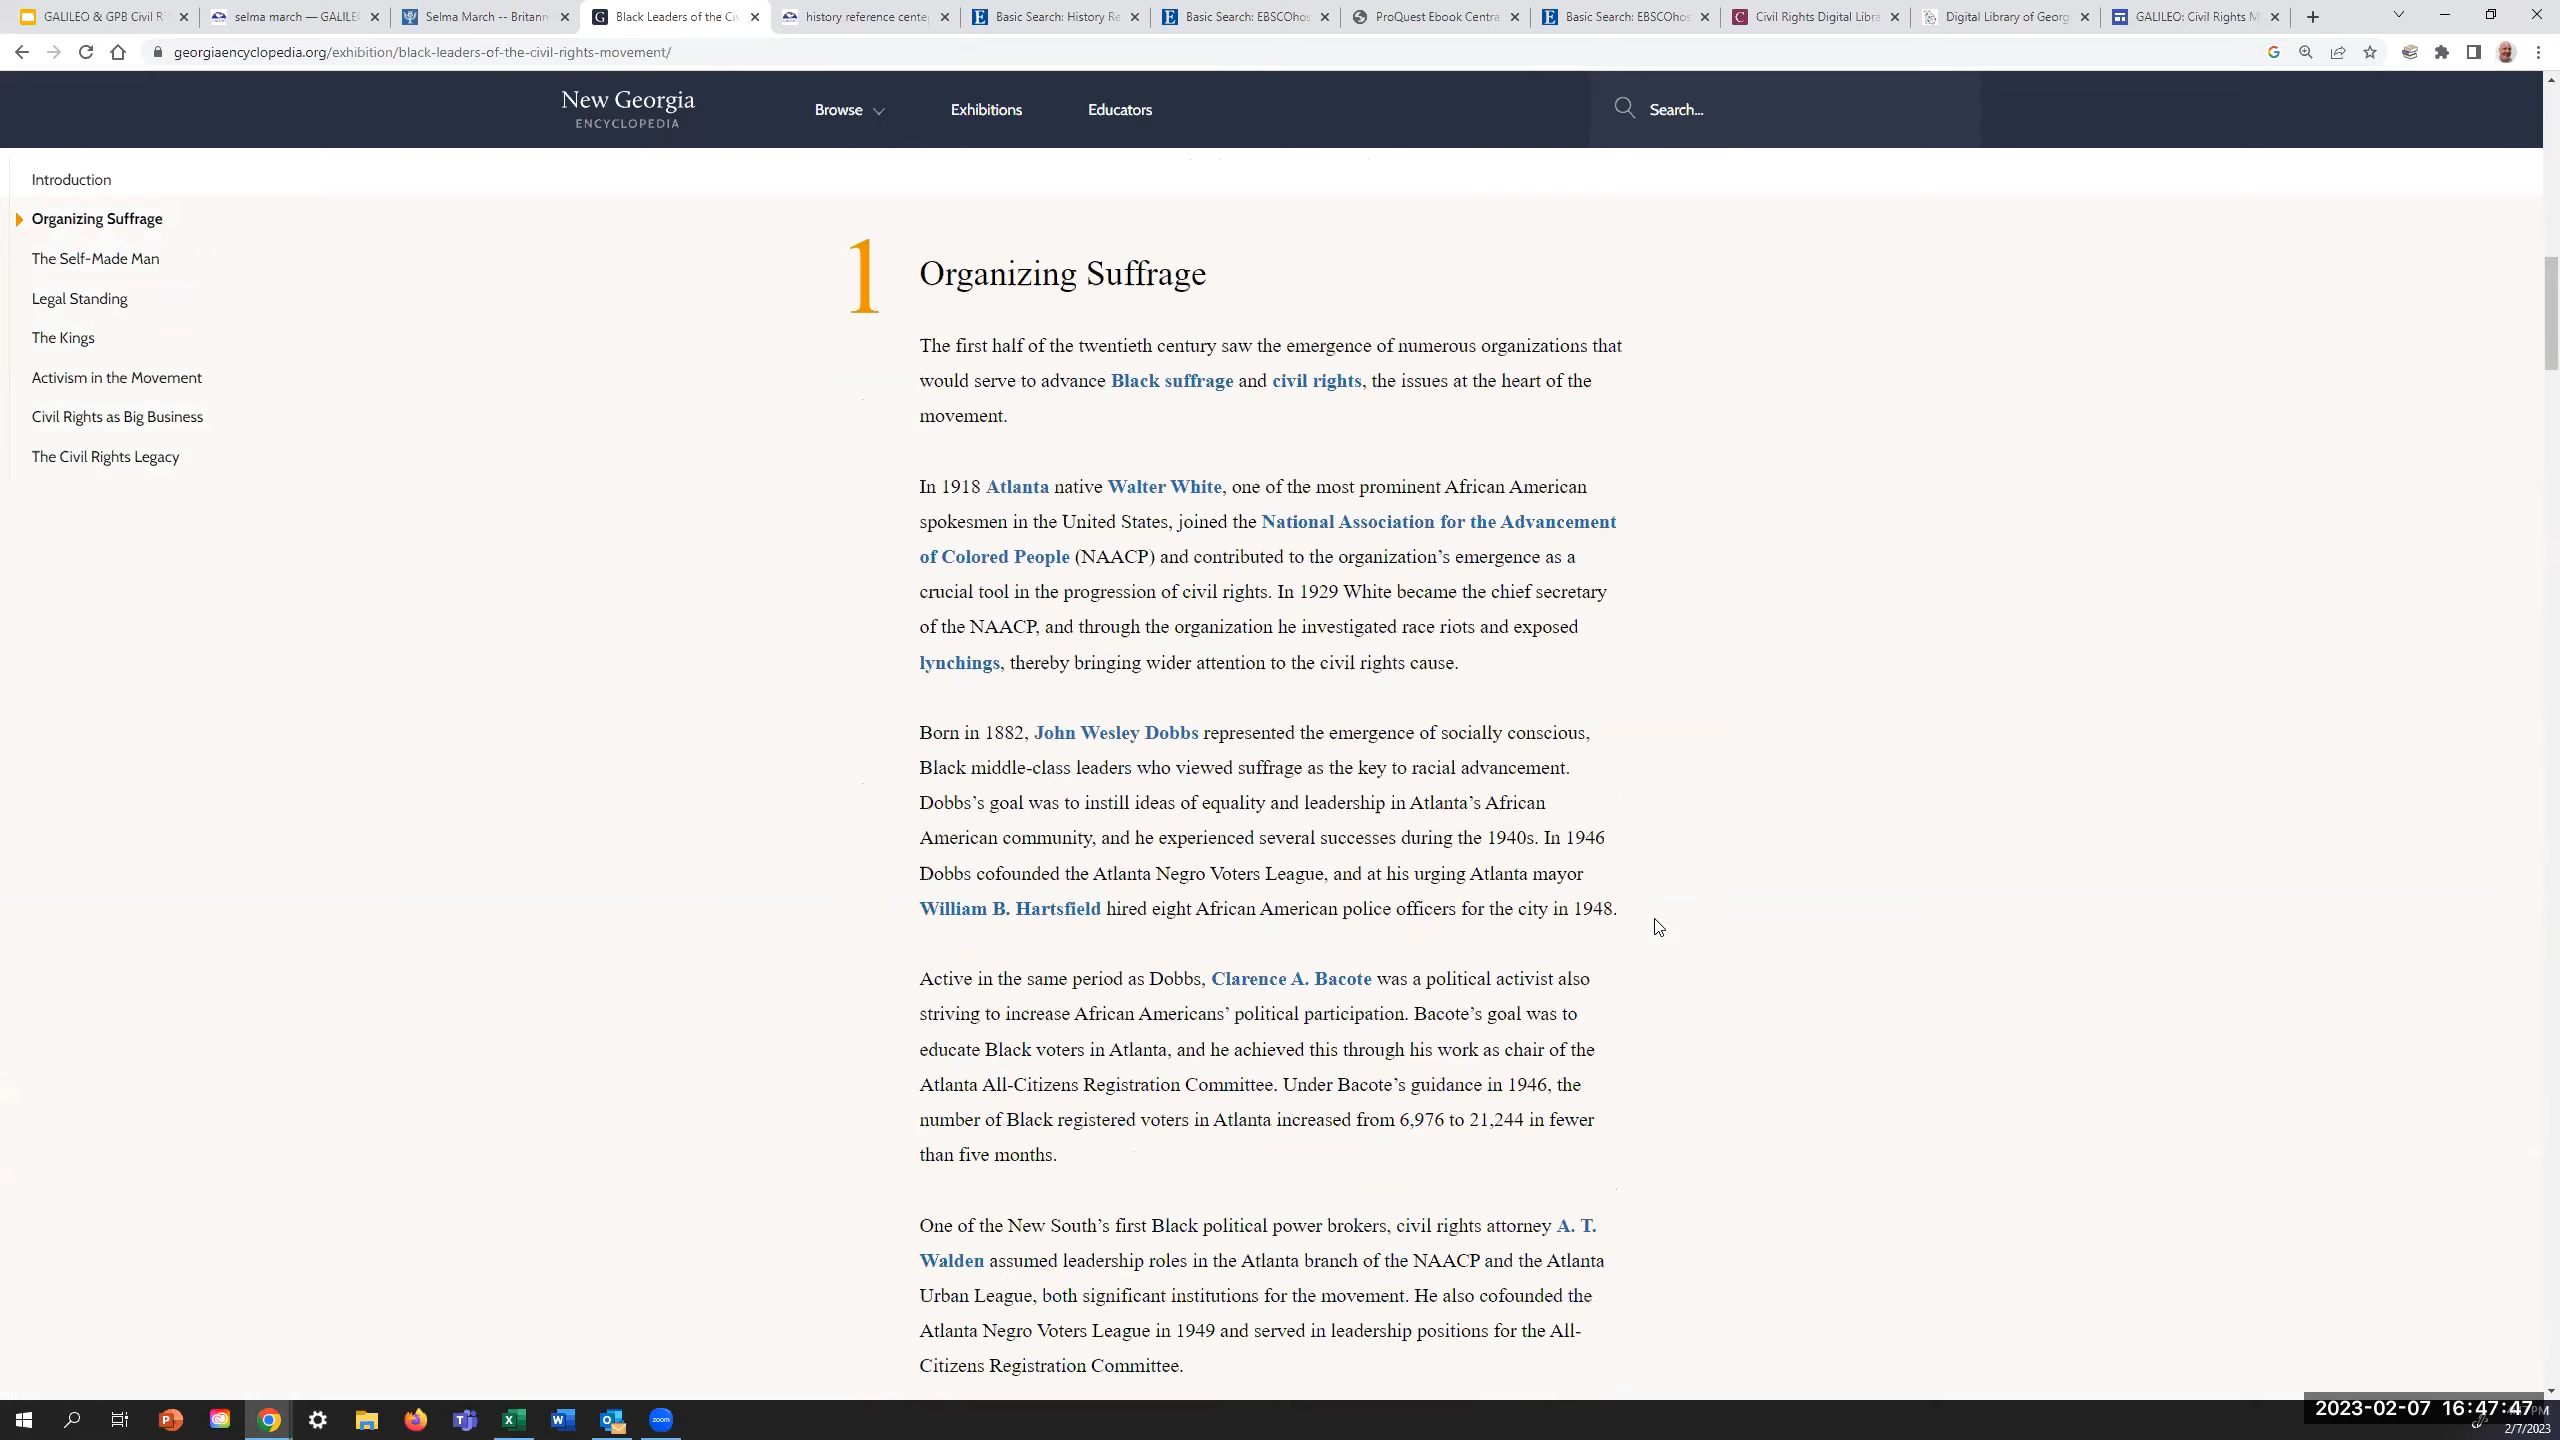 GALILEO & GPB Civil R
selma march — GALILE
Selma March -- Britann
Black Leaders of the Ci
history reference cente
Basic Search: History Re
Basic Search: EBSCOhos
ProQuest Ebook Centra
Basic Search: EBSCOhos
Civil Rights Digital Libra
Digital Library of Georg
GALILEO: Civil Rights M
georgiaencyclopedia.org/exhibition/black-leaders-of-the-civil-rights-movement/
New Georgia
ENCYCLOPEDIA
Browse
Exhibitions
Educators
Search...
Introduction
Organizing Suffrage
The Self-Made Man
Legal Standing
The Kings
Activism in the Movement
Civil Rights as Big Business
The Civil Rights Legacy
1
Organizing Suffrage
The first half of the twentieth century saw the emergence of numerous organizations that
would serve to advance Black suffrage and civil rights, the issues at the heart of the
movement.
In 1918 Atlanta native Walter White, one of the most prominent African American
spokesmen in the United States, joined the National Association for the Advancement
of Colored People (NAACP) and contributed to the organization’s emergence as a
crucial tool in the progression of civil rights. In 1929 White became the chief secretary
of the NAACP, and through the organization he investigated race riots and exposed
lynchings, thereby bringing wider attention to the civil rights cause.
Born in 1882, John Wesley Dobbs represented the emergence of socially conscious,
Black middle-class leaders who viewed suffrage as the key to racial advancement.
Dobbs’s goal was to instill ideas of equality and leadership in Atlanta’s African
American community, and he experienced several successes during the 1940s. In 1946
Dobbs cofounded the Atlanta Negro Voters League, and at his urging Atlanta mayor
William B. Hartsfield hired eight African American police officers for the city in 1948.
Active in the same period as Dobbs, Clarence A. Bacote was a political activist also
striving to increase African Americans’ political participation. Bacote’s goal was to
educate Black voters in Atlanta, and he achieved this through his work as chair of the
Atlanta All-Citizens Registration Committee. Under Bacote’s guidance in 1946, the
number of Black registered voters in Atlanta increased from 6,976 to 21,244 in fewer
than five months.
One of the New South’s first Black political power brokers, civil rights attorney A. T.
Walden assumed leadership roles in the Atlanta branch of the NAACP and the Atlanta
Urban League, both significant institutions for the movement. He also cofounded the
Atlanta Negro Voters League in 1949 and served in leadership positions for the All-
Citizens Registration Committee.
zoom
2023-02-07 16:47:47
2/7/2023